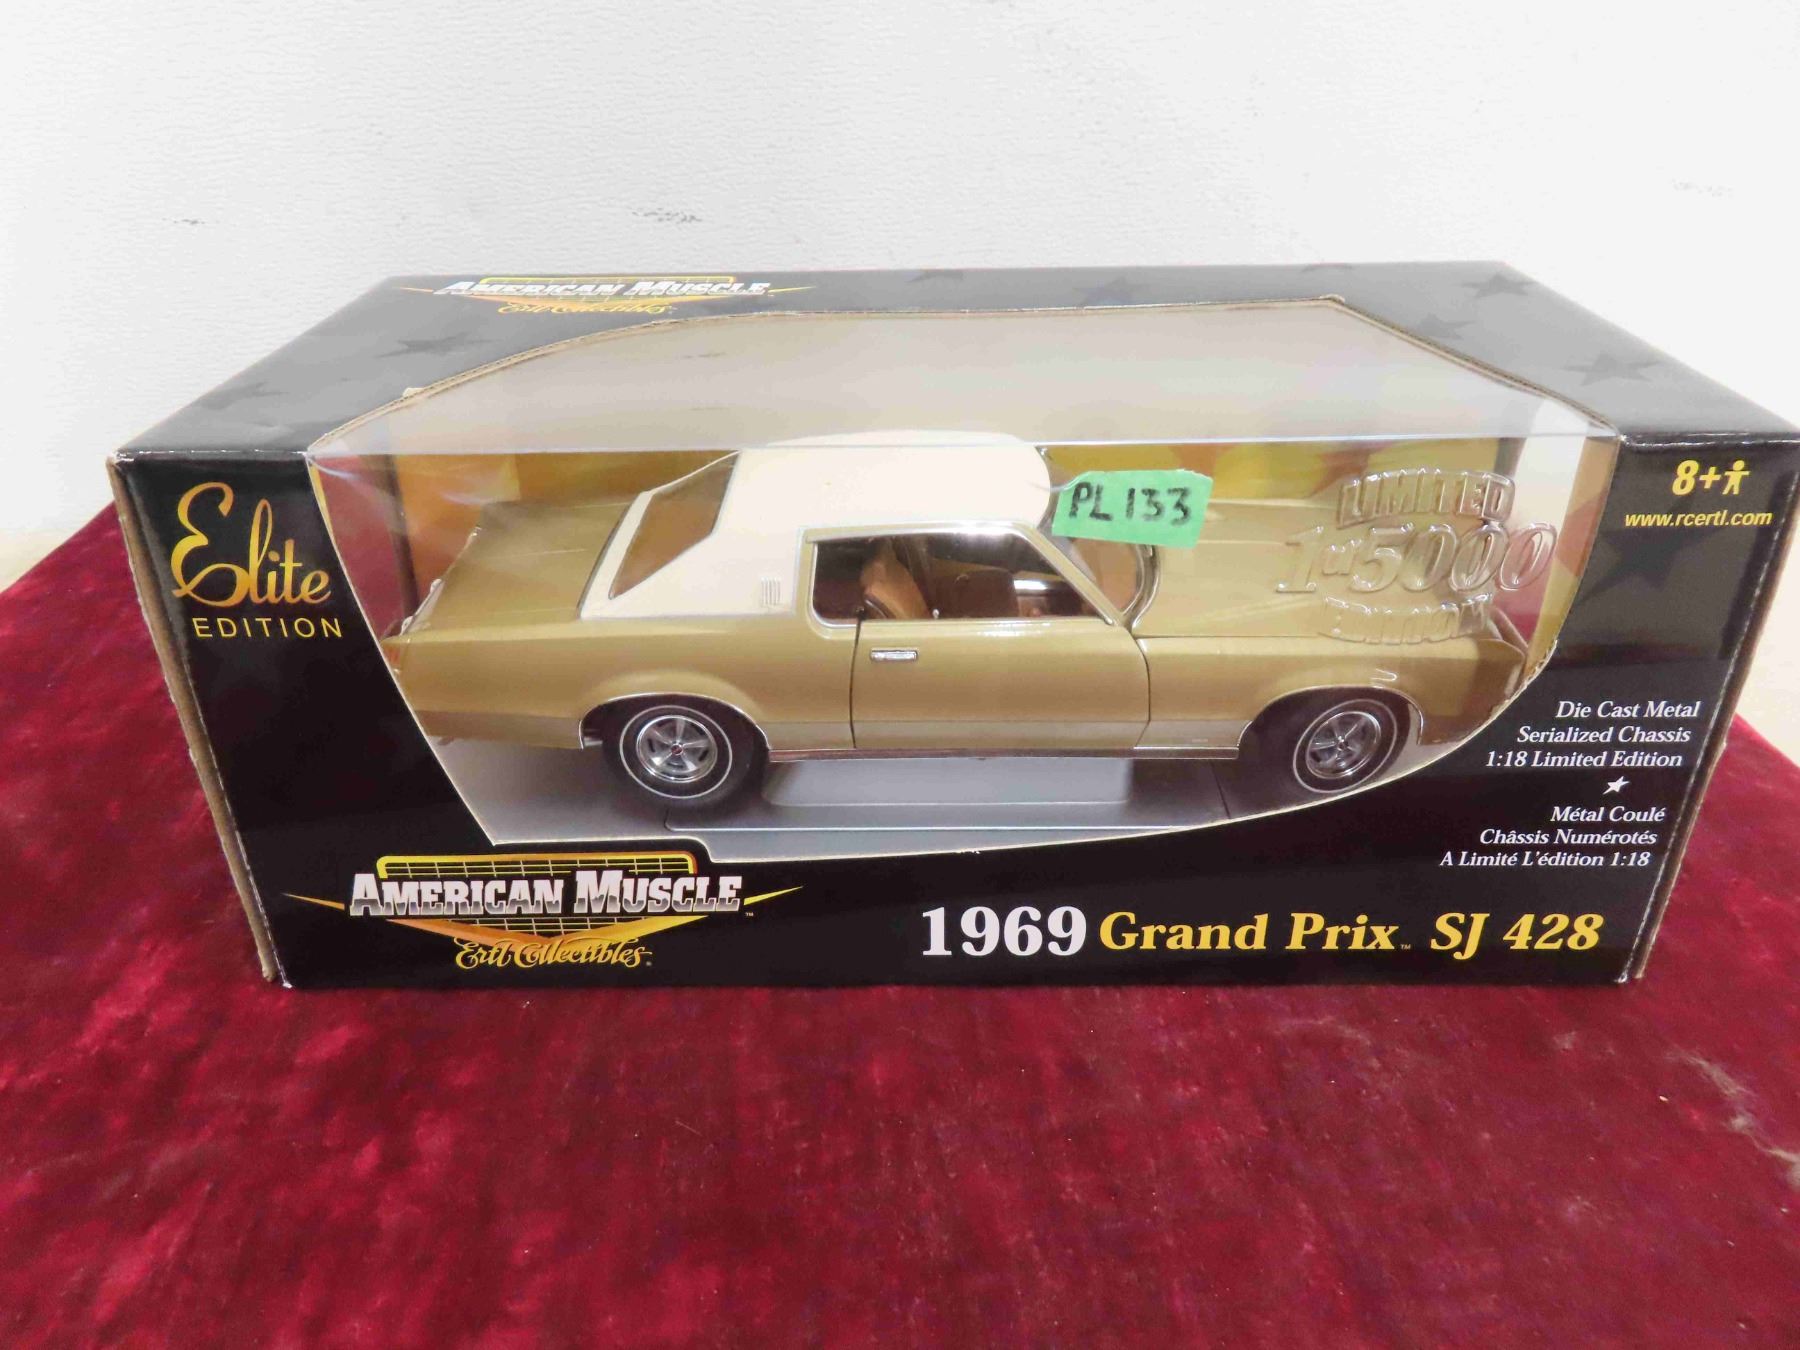 AMERICAN MUSCLE
Ertl Collectibles
Elite
EDITION
PL 133
LIMITED
1 of 5000
EDITION
8+
www.rcertl.com
Die Cast Metal
Serialized Chassis
1:18 Limited Edition
Métal Coulé
Châssis Numérotés
A Limité L'édition 1:18
AMERICAN MUSCLE™
Ertl Collectibles®
1969 Grand Prix™ SJ 428